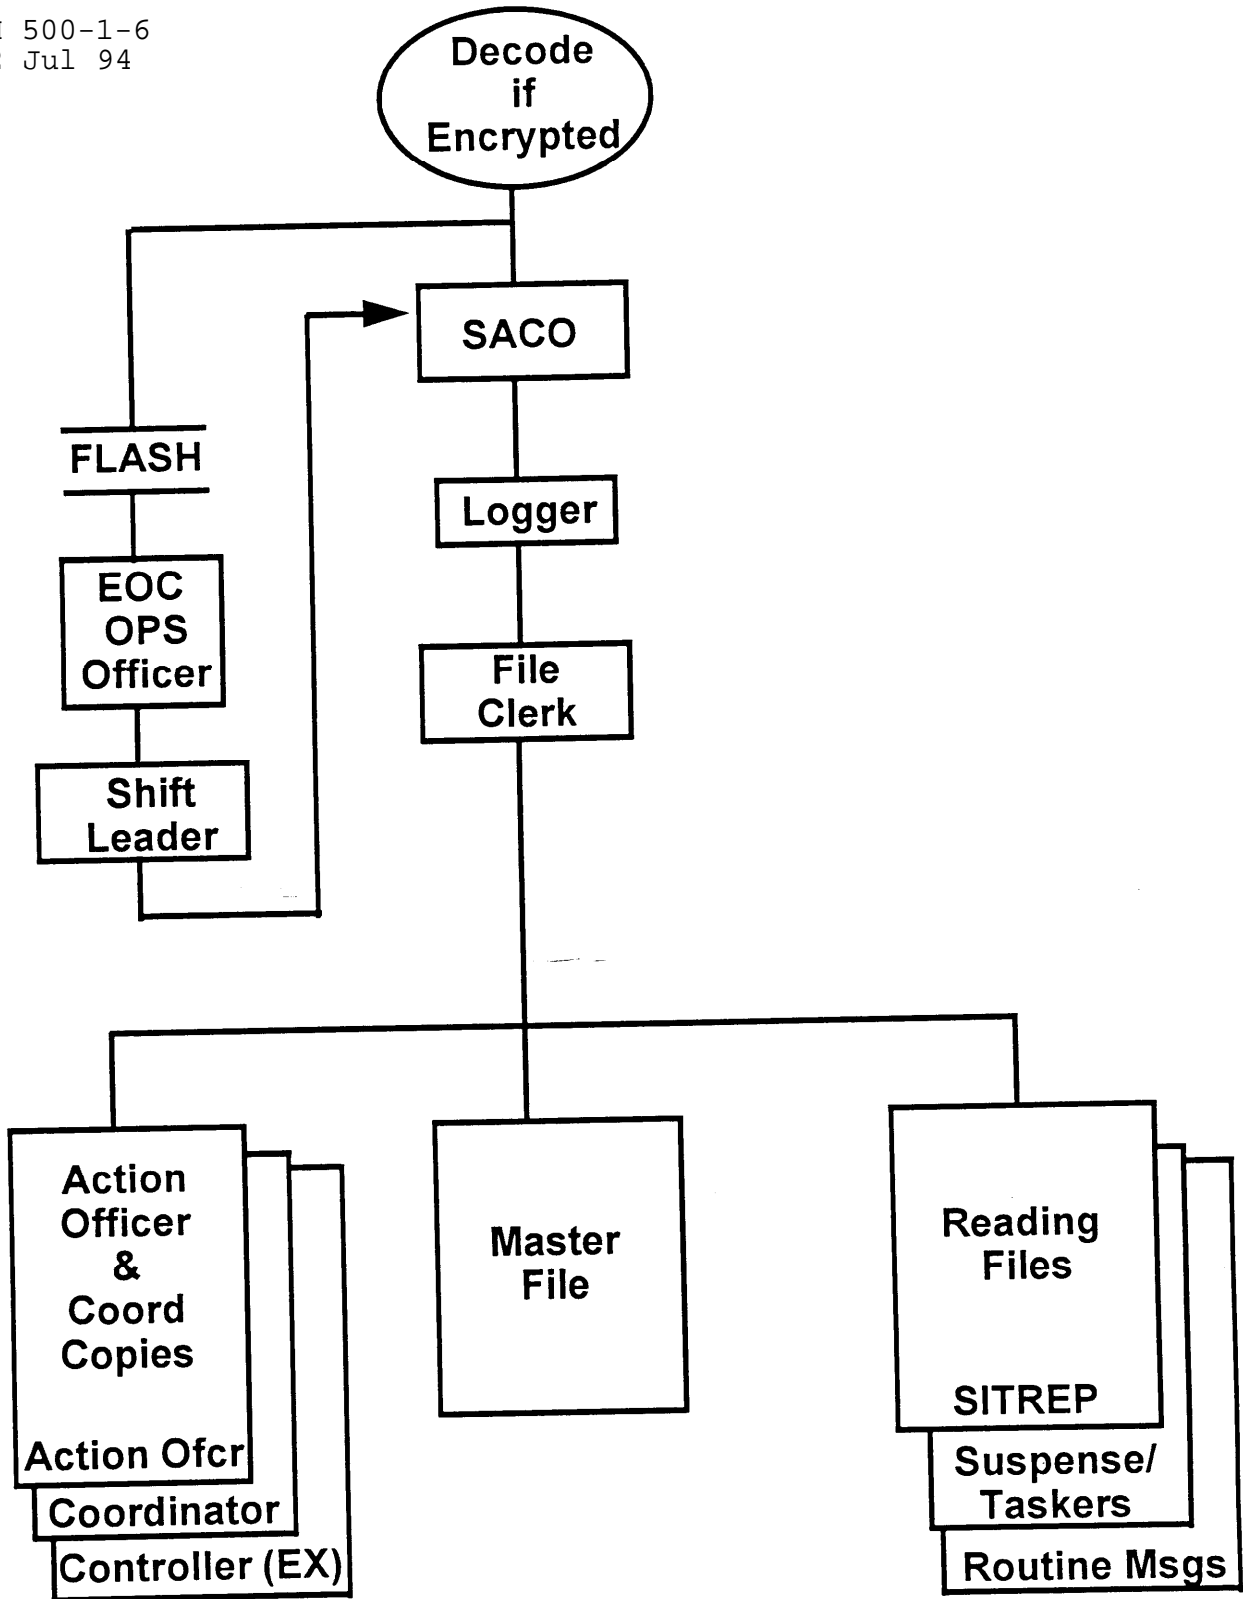 500-1-6
Jul 94
Decode
if
Encrypted
SACO
FLASH
Logger
EOC
OPS
Officer
File
Clerk
Shift
Leader
Action
Officer
&
Coord
Copies
Action Ofcr
Coordinator
Controller (EX)
Master
File
Reading
Files
SITREP
Suspense/
Taskers
Routine Msgs